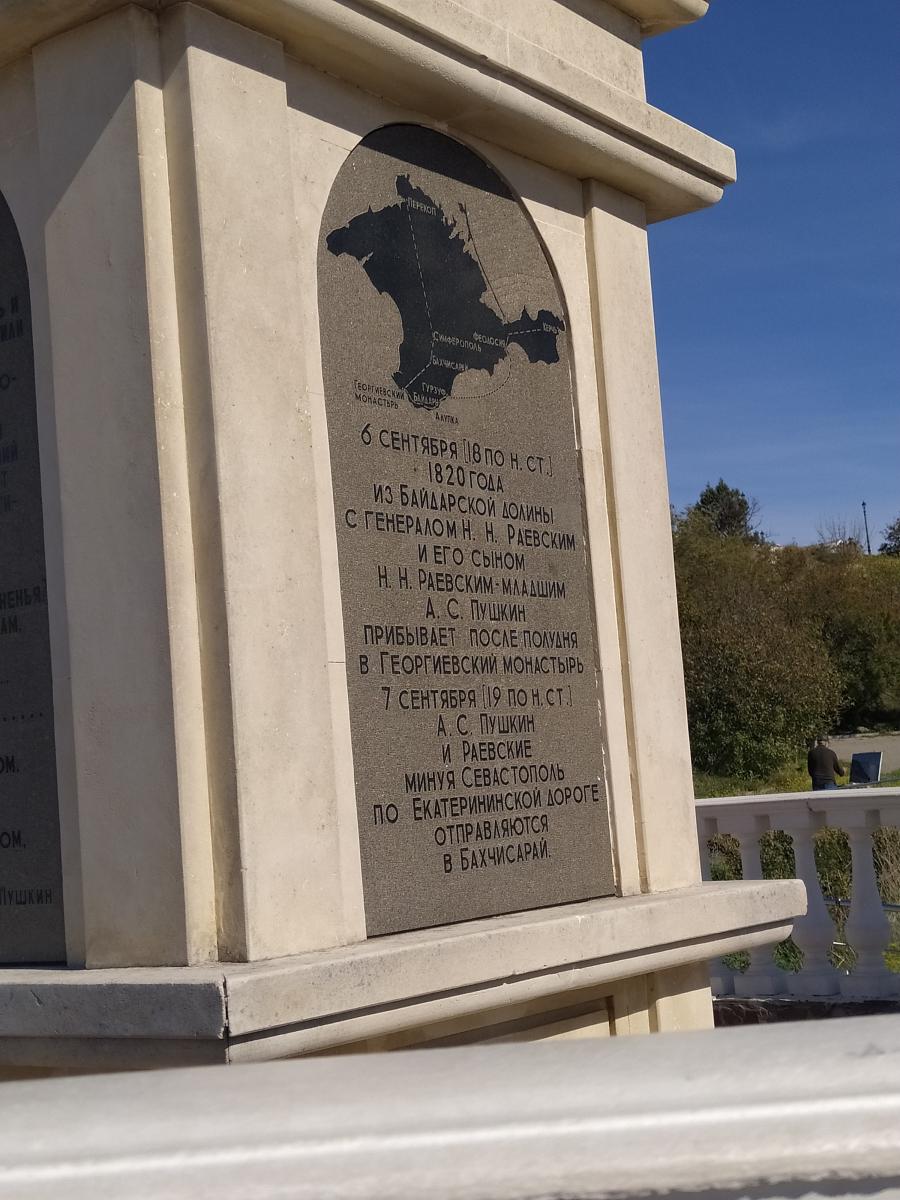 Перекоп
Симферополь
Феодосия
Керчь
Бахчисарай
Георгиевский
монастырь
Гурзуф
Байдары
Алупка
6 сентября [18 по н. ст.]
1820 года
из Байдарской долины
с генералом Н. Н. Раевским
и его сыном
Н. Н. Раевским-младшим
А. С. Пушкин
прибывает после полудня
в Георгиевский монастырь
7 сентября [19 по н. ст.]
А. С. Пушкин
и Раевские
минуя Севастополь
по Екатерининской дороге
отправляются
в Бахчисарай.
Пушкин